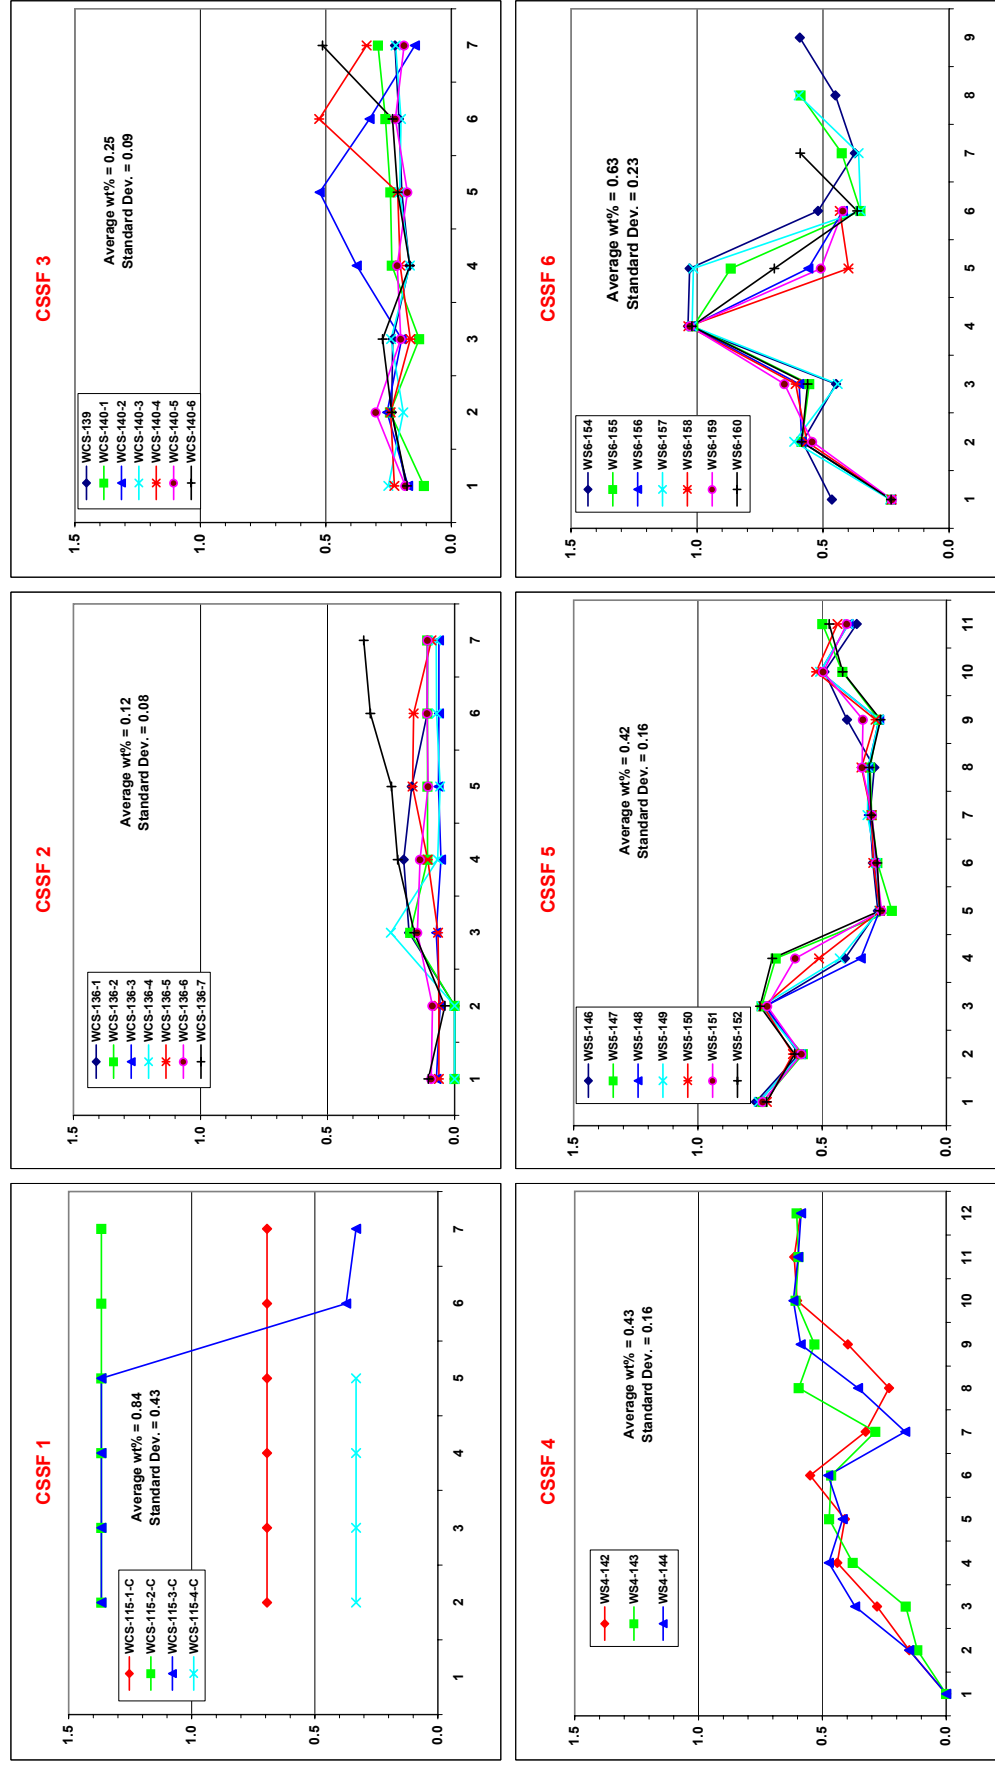 CSSF 1
Average wt% = 0.84
Standard Dev. = 0.43
WCS-115-1-C
WCS-115-2-C
WCS-115-3-C
WCS-115-4-C
1.5
1.0
0.5
0.0
1 2 3 4 5 6 7
CSSF 2
Average wt% = 0.12
Standard Dev. = 0.08
WCS-136-1
WCS-136-2
WCS-136-3
WCS-136-4
WCS-136-5
WCS-136-6
WCS-136-7
1.5
1.0
0.5
0.0
1 2 3 4 5 6 7
CSSF 3
Average wt% = 0.25
Standard Dev. = 0.09
WCS-139
WCS-140-1
WCS-140-2
WCS-140-3
WCS-140-4
WCS-140-5
WCS-140-6
1.5
1.0
0.5
0.0
1 2 3 4 5 6 7
CSSF 4
Average wt% = 0.43
Standard Dev. = 0.16
WS4-142
WS4-143
WS4-144
1.5
1.0
0.5
0.0
1 2 3 4 5 6 7 8 9 10 11 12
CSSF 5
Average wt% = 0.42
Standard Dev. = 0.16
WS5-146
WS5-147
WS5-148
WS5-149
WS5-150
WS5-151
WS5-152
1.5
1.0
0.5
0.0
1 2 3 4 5 6 7 8 9 10 11
CSSF 6
Average wt% = 0.63
Standard Dev. = 0.23
WS6-154
WS6-155
WS6-156
WS6-157
WS6-158
WS6-159
WS6-160
1.5
1.0
0.5
0.0
1 2 3 4 5 6 7 8 9